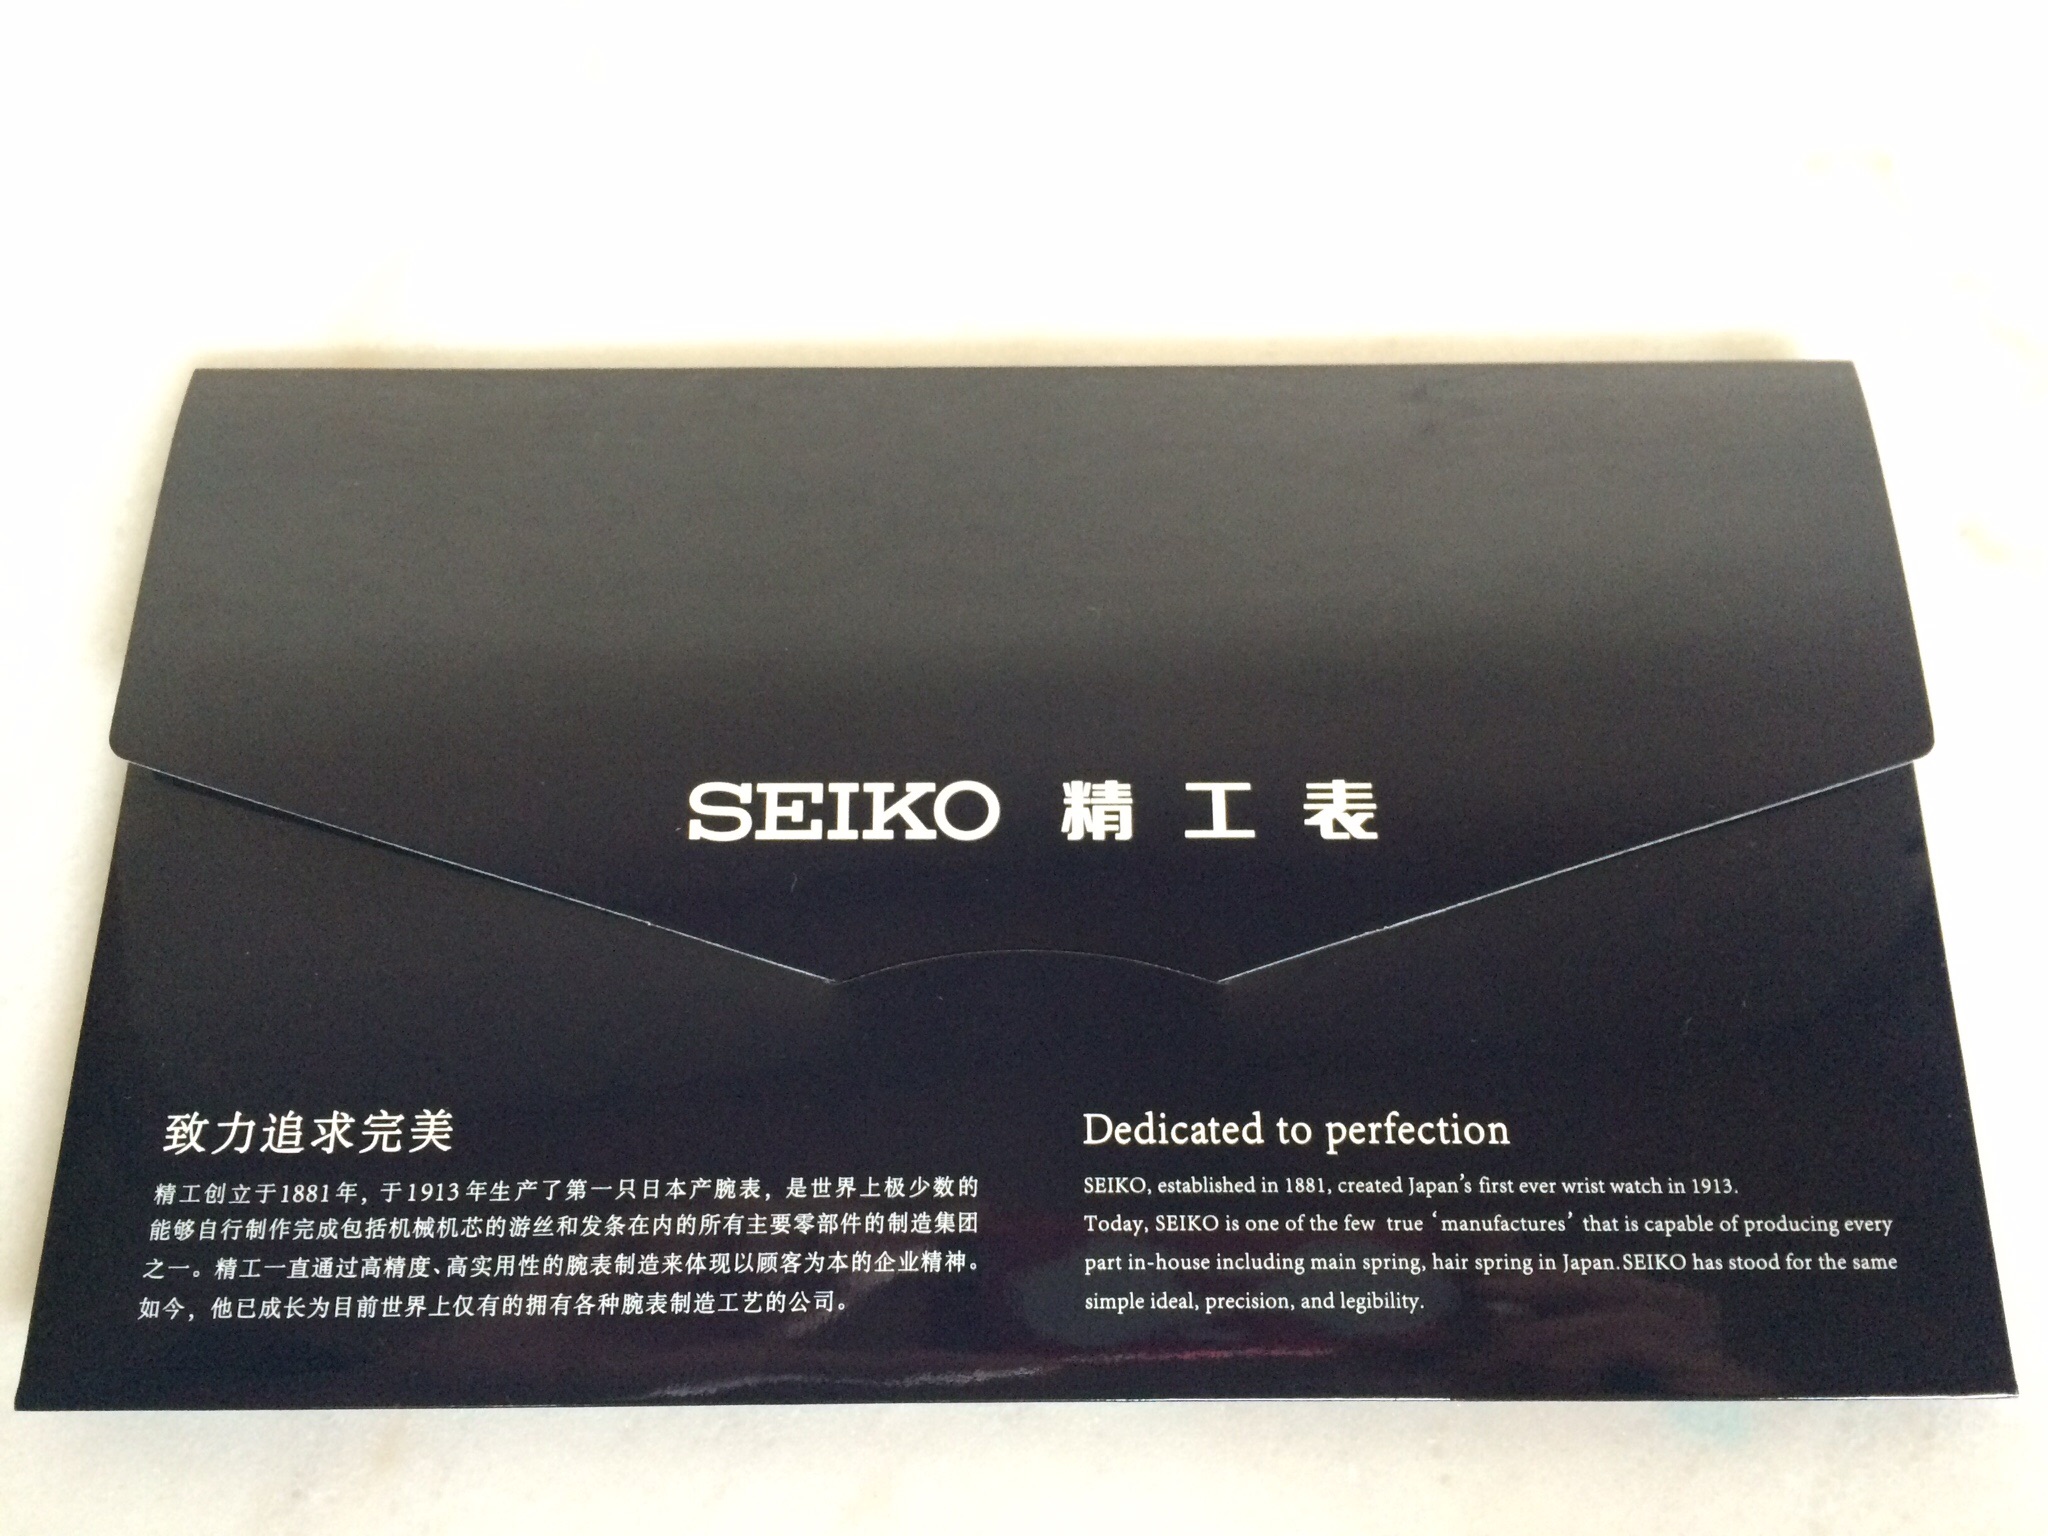 SEIKO 精工表
致力追求完美
精工创立于1881年，于1913年生产了第一只日本产腕表，是世界上极少数的
能够自行制作完成包括机械机芯的游丝和发条在内的所有主要零部件的制造集团
之一。精工一直通过高精度、高实用性的腕表制造来体现以顾客为本的企业精神。
如今，他已成长为目前世界上仅有的拥有各种腕表制造工艺的公司。
Dedicated to perfection
SEIKO, established in 1881, created Japan's first ever wrist watch in 1913.
Today, SEIKO is one of the few true ‘manufactures’ that is capable of producing every
part in-house including main spring, hair spring in Japan.SEIKO has stood for the same
simple ideal, precision, and legibility.